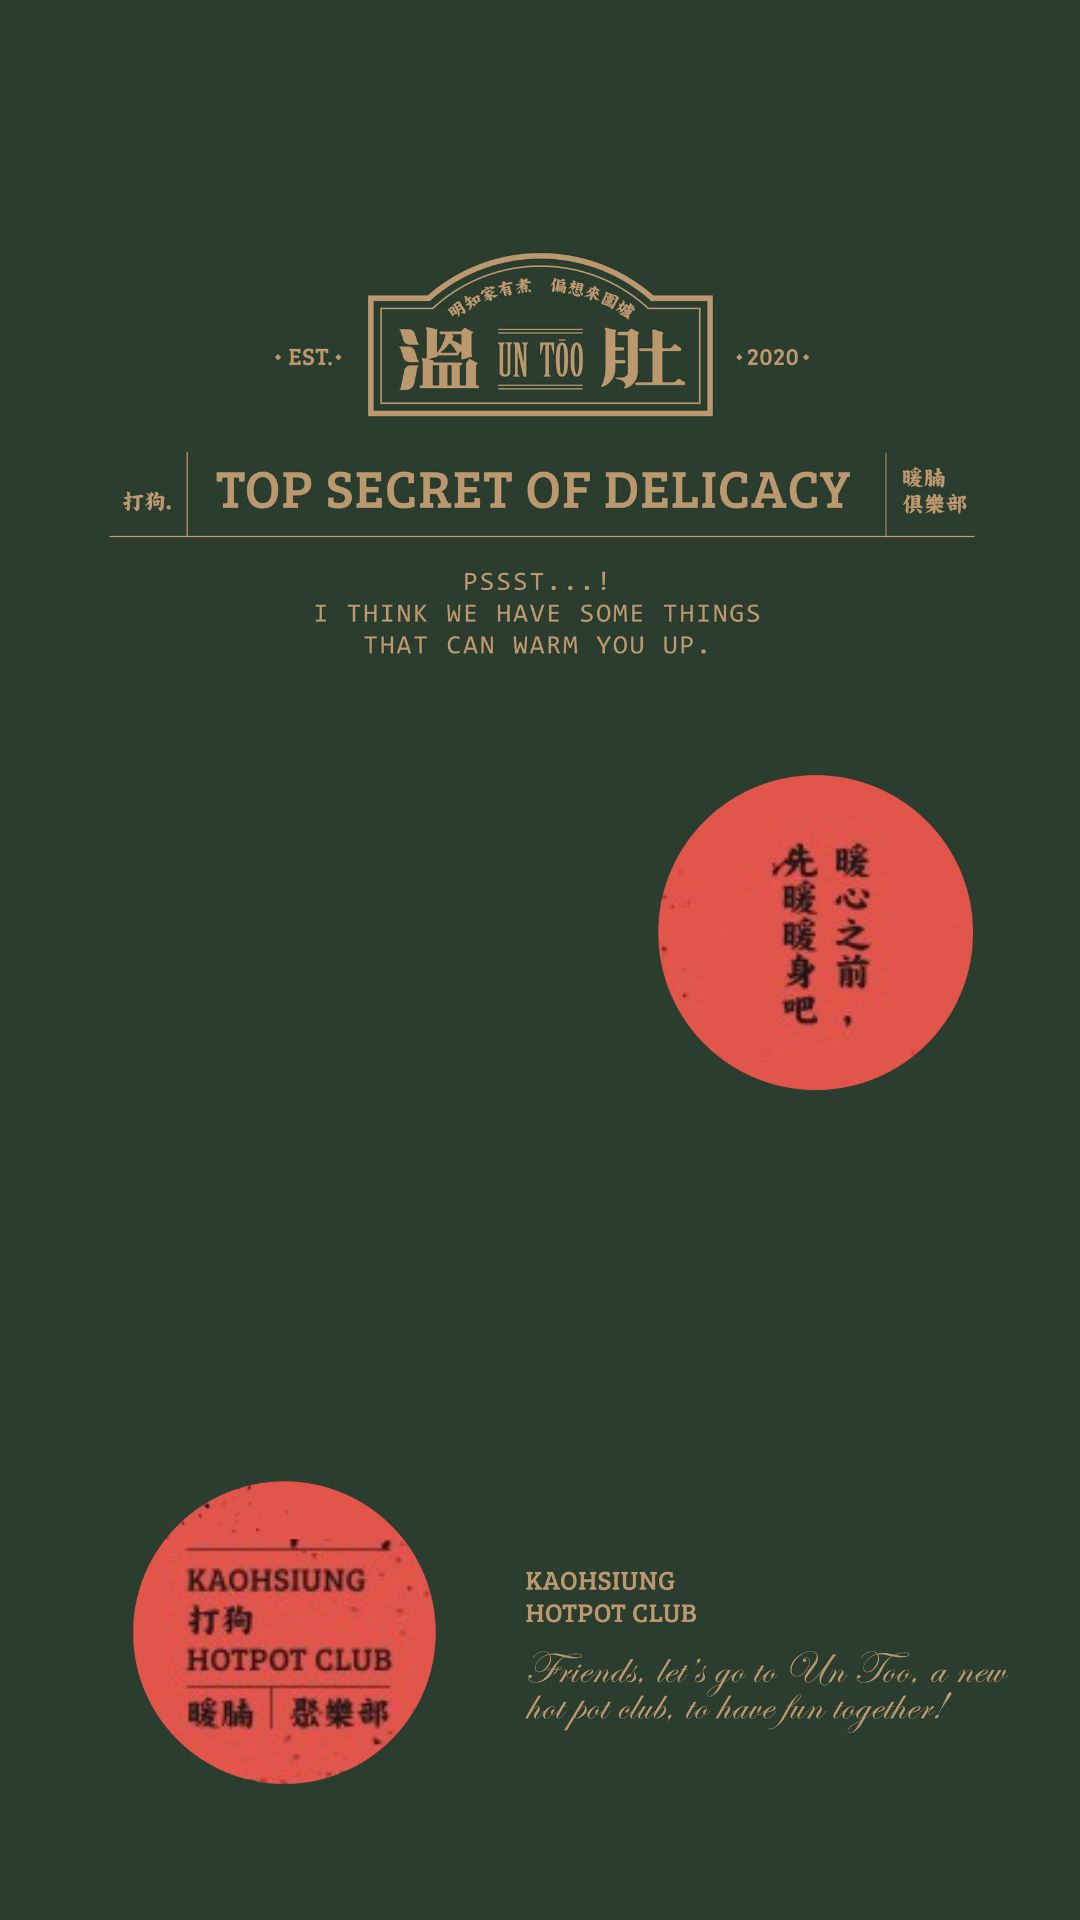 明知家有煮 偏想來圍爐
EST.
溫 UN TŌO 肚
2020
打狗.
TOP SECRET OF DELICACY
暖腩
俱樂部
PSSST...!
I THINK WE HAVE SOME THINGS
THAT CAN WARM YOU UP.
暖心之前，
先暖暖身吧
KAOHSIUNG
打狗
HOTPOT CLUB
暖腩 聚樂部
KAOHSIUNG
HOTPOT CLUB
Friends, let's go to Un Too, a new
hot pot club, to have fun together!